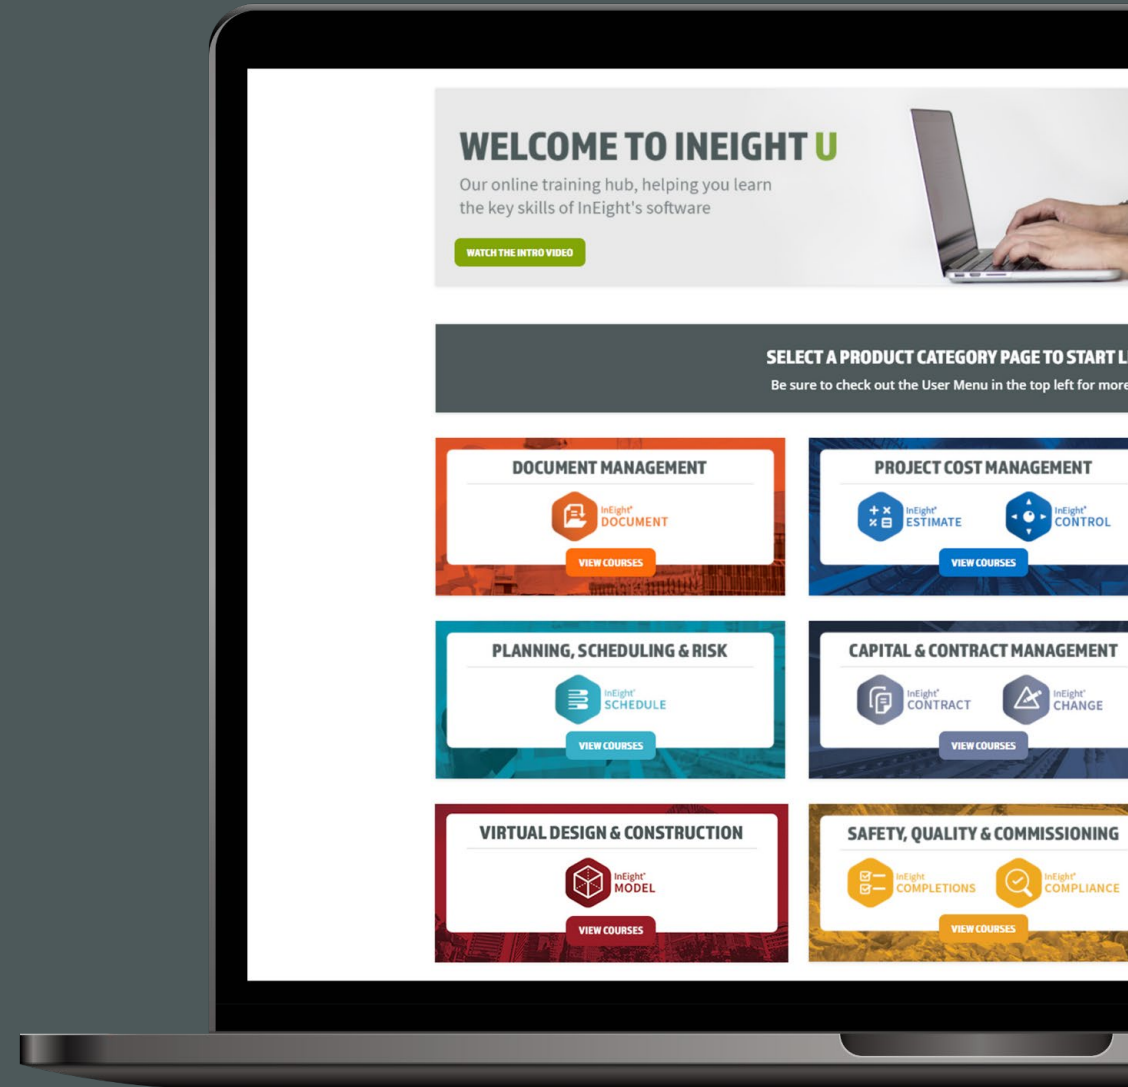 WELCOME TO INEIGHT U
Our online training hub, helping you learn
the key skills of InEight's software
WATCH THE INTRO VIDEO
SELECT A PRODUCT CATEGORY PAGE TO START
Be sure to check out the User Menu in the top left for more
DOCUMENT MANAGEMENT
InEight®
DOCUMENT
VIEW COURSES
PROJECT COST MANAGEMENT
InEight®
ESTIMATE
InEight®
CONTROL
VIEW COURSES
PLANNING, SCHEDULING & RISK
InEight®
SCHEDULE
VIEW COURSES
CAPITAL & CONTRACT MANAGEMENT
InEight®
CONTRACT
InEight®
CHANGE
VIEW COURSES
VIRTUAL DESIGN & CONSTRUCTION
InEight®
MODEL
VIEW COURSES
SAFETY, QUALITY & COMMISSIONING
InEight
COMPLETIONS
InEight®
COMPLIANCE
VIEW COURSES